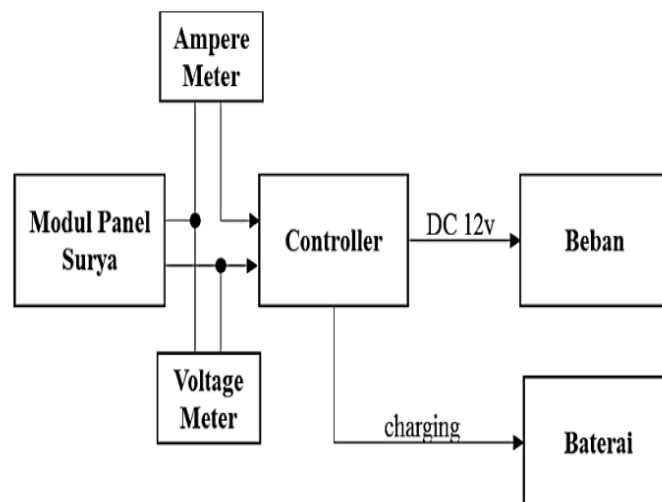 Ampere
Meter
Modul Panel
Surya
Controller
DC 12v
Beban
Voltage
Meter
charging
Baterai